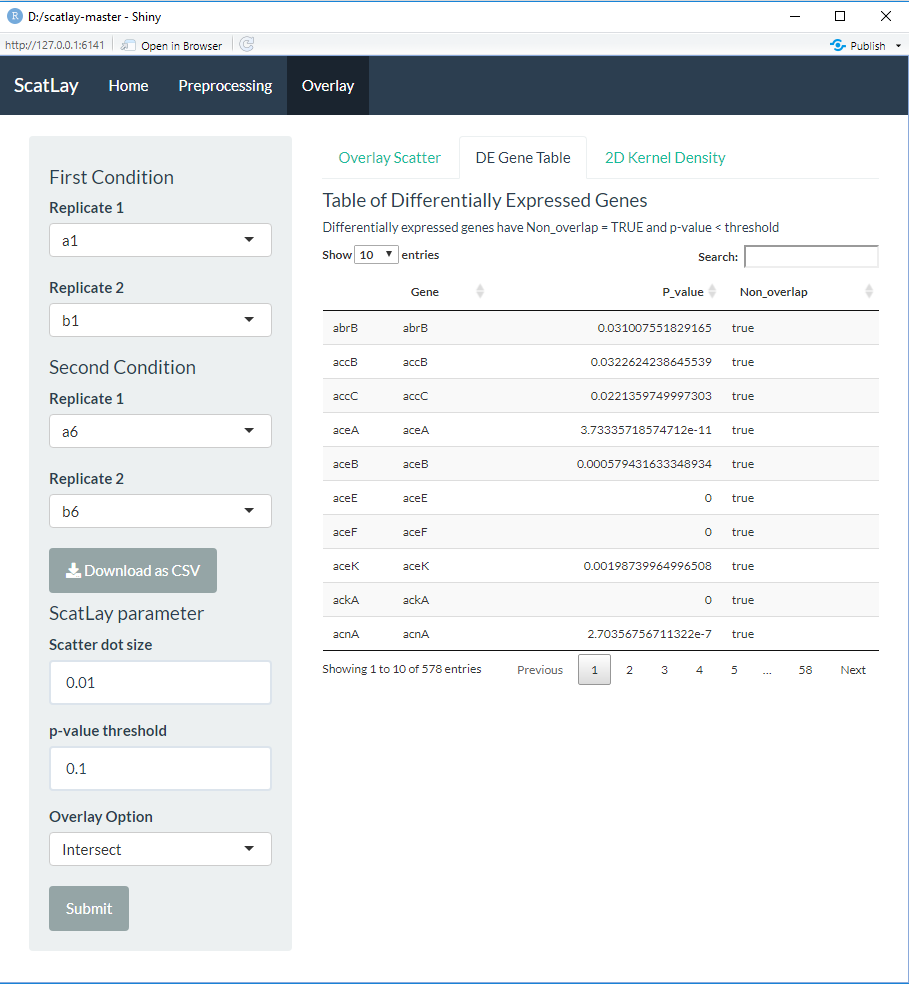 D:/scatlay-master - Shiny
http://127.0.0.1:6141 Open in Browser Publish
ScatLay Home Preprocessing Overlay
First Condition
Replicate 1
a1
Replicate 2
b1
Second Condition
Replicate 1
a6
Replicate 2
b6
Download as CSV
ScatLay parameter
Scatter dot size
0.01
p-value threshold
0.1
Overlay Option
Intersect
Submit
Overlay Scatter DE Gene Table 2D Kernel Density
Table of Differentially Expressed Genes
Differentially expressed genes have Non_overlap = TRUE and p-value < threshold
Show 10 entries Search:
Gene P_value Non_overlap
abrB abrB 0.031007551829165 true
accB accB 0.0322624238645539 true
accC accC 0.0221359749997303 true
aceA aceA 3.73335718574712e-11 true
aceB aceB 0.000579431633348934 true
aceE aceE 0 true
aceF aceF 0 true
aceK aceK 0.00198739964996508 true
ackA ackA 0 true
acnA acnA 2.70356756711322e-7 true
Showing 1 to 10 of 578 entries Previous 1 2 3 4 5 ... 58 Next